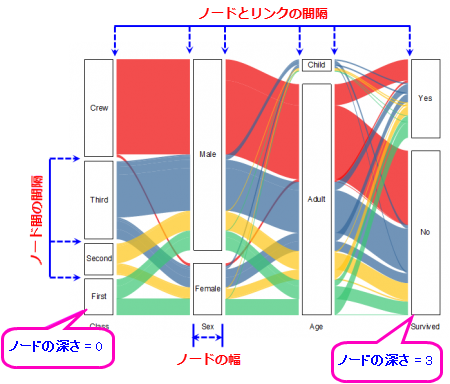 ノードとリンクの間隔
Crew
Third
Second
First
Class
Male
Female
Sex
Child
Adult
Age
Yes
No
Survived
ノード間の間隔
ノードの深さ = 0
ノードの幅
ノードの深さ = 3